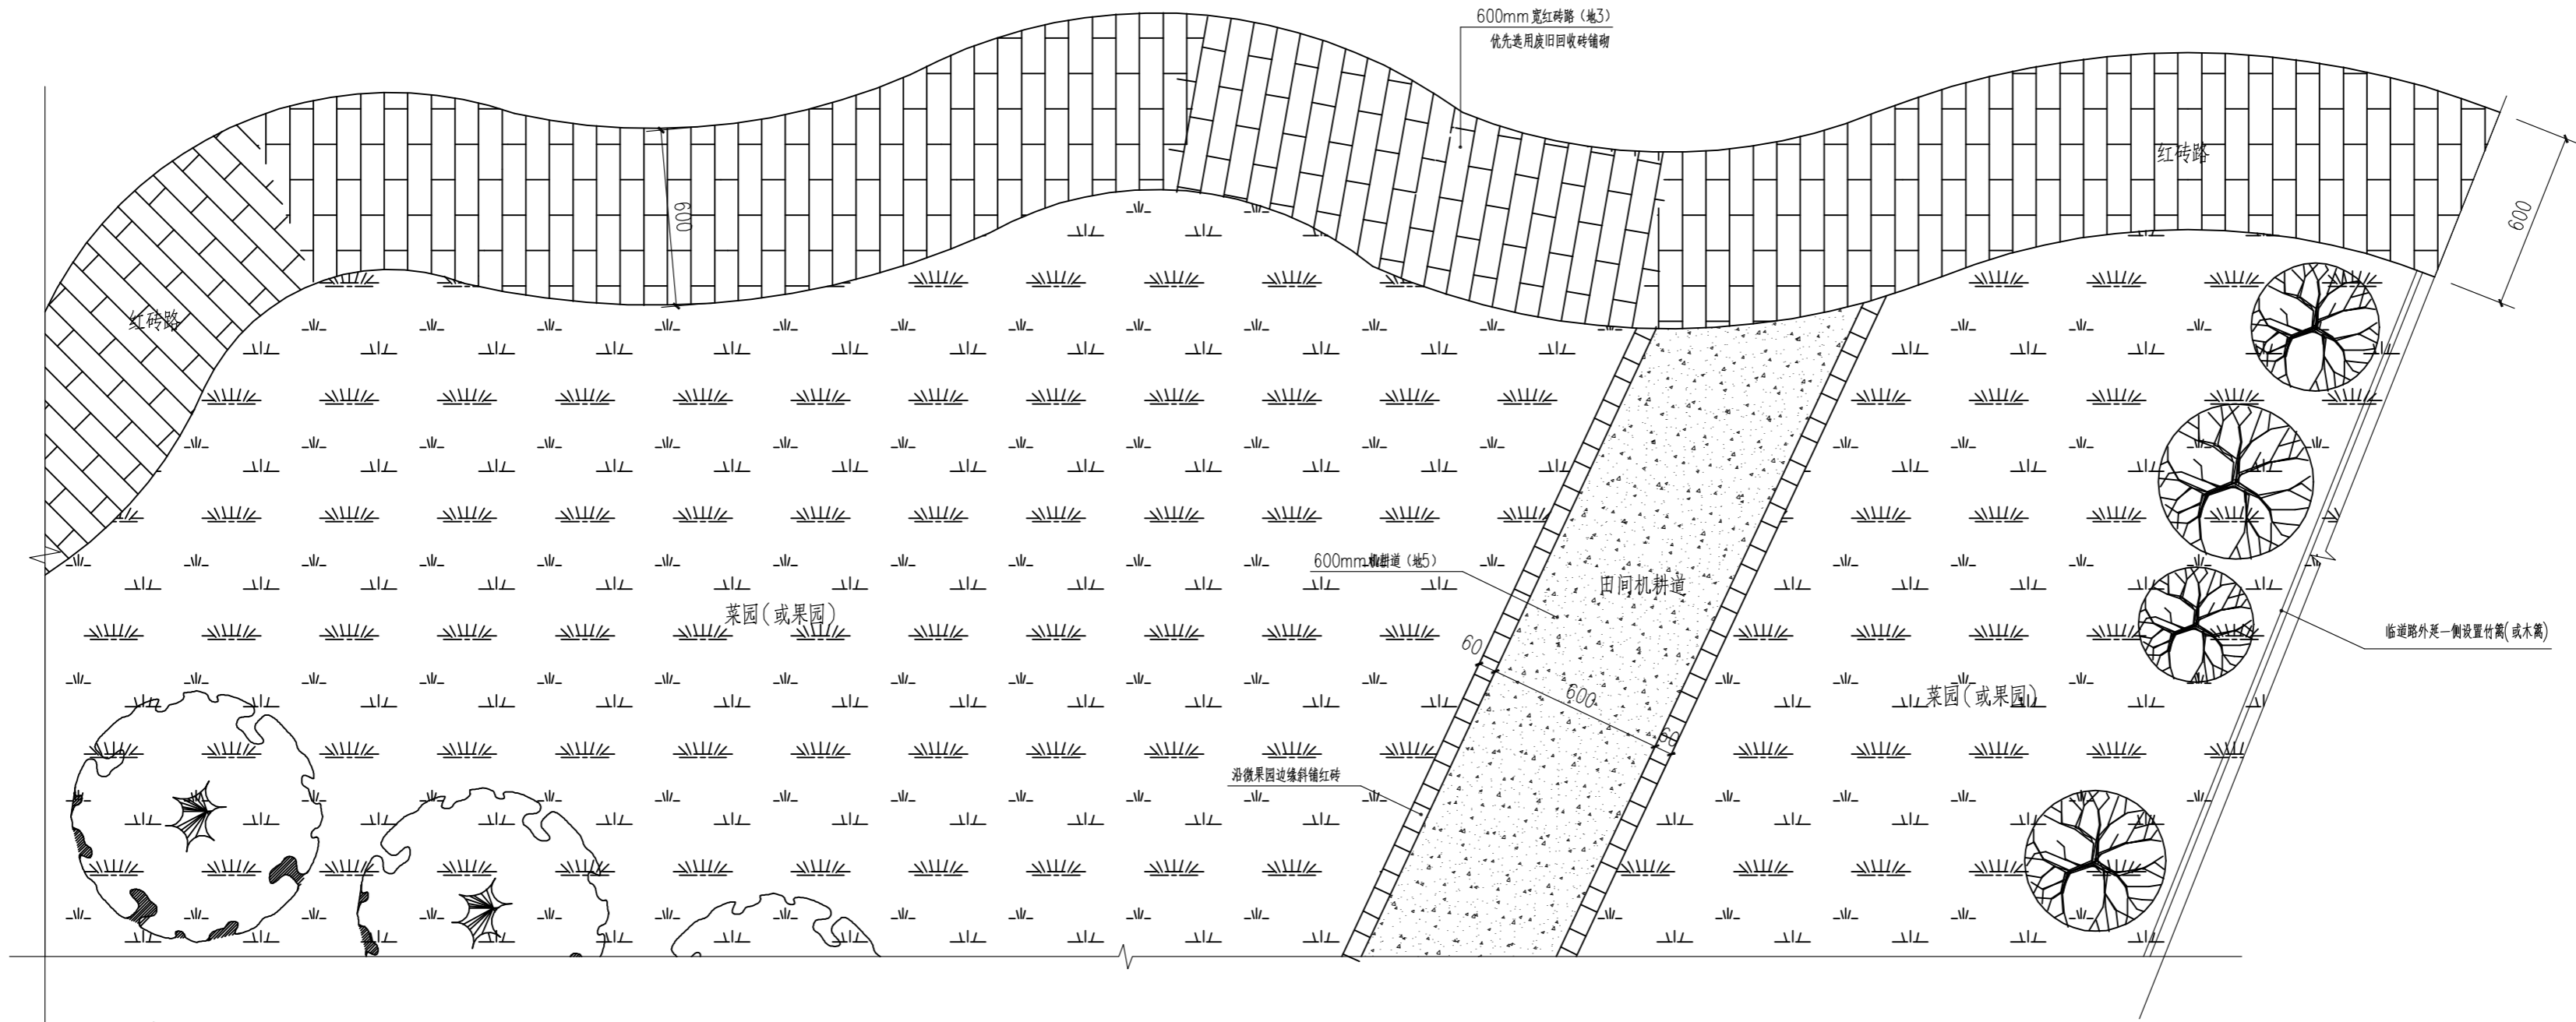 600mm宽红砖路（地3）
优先选用废旧回收砖铺砌
红砖路
600
600
红砖路
600mm机耕道（地5）
田间机耕道
菜园（或果园）
临道路外延一侧设置竹篱(或木篱)
60
600
菜园（或果园）
60
沿微果园边缘斜铺红砖